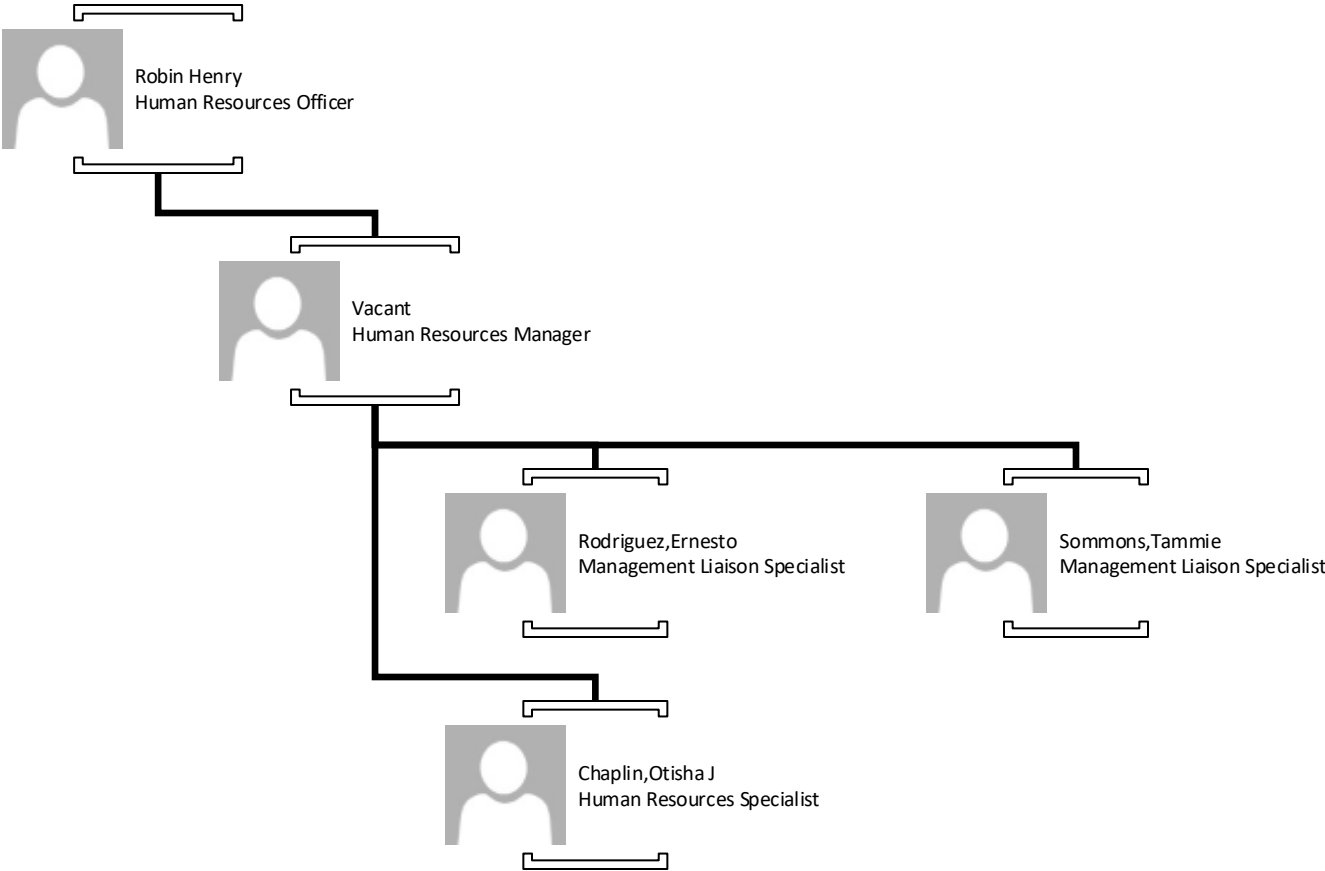 Robin Henry
Human Resources Officer
Vacant
Human Resources Manager
Rodriguez,Ernesto
Management Liaison Specialist
Sommons,Tammie
Management Liaison Specialist
Chaplin,Otisha J
Human Resources Specialist